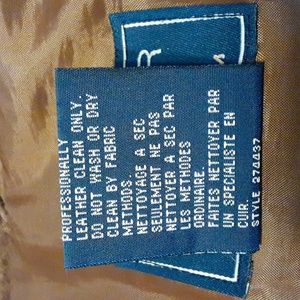 PROFESSIONALLY
LEATHER CLEAN ONLY.
DO NOT WASH OR DRY
CLEAN BY FABRIC
METHODS.
NETTOYAGE A SEC
SEULEMENT NE PAS
NETTOYER A SEC PAR
LES METHODES
ORDINAIRE.
FAITES NETTOYER PAR
UN SPECIALISTE EN
CUIR.
STYLE 874437
R